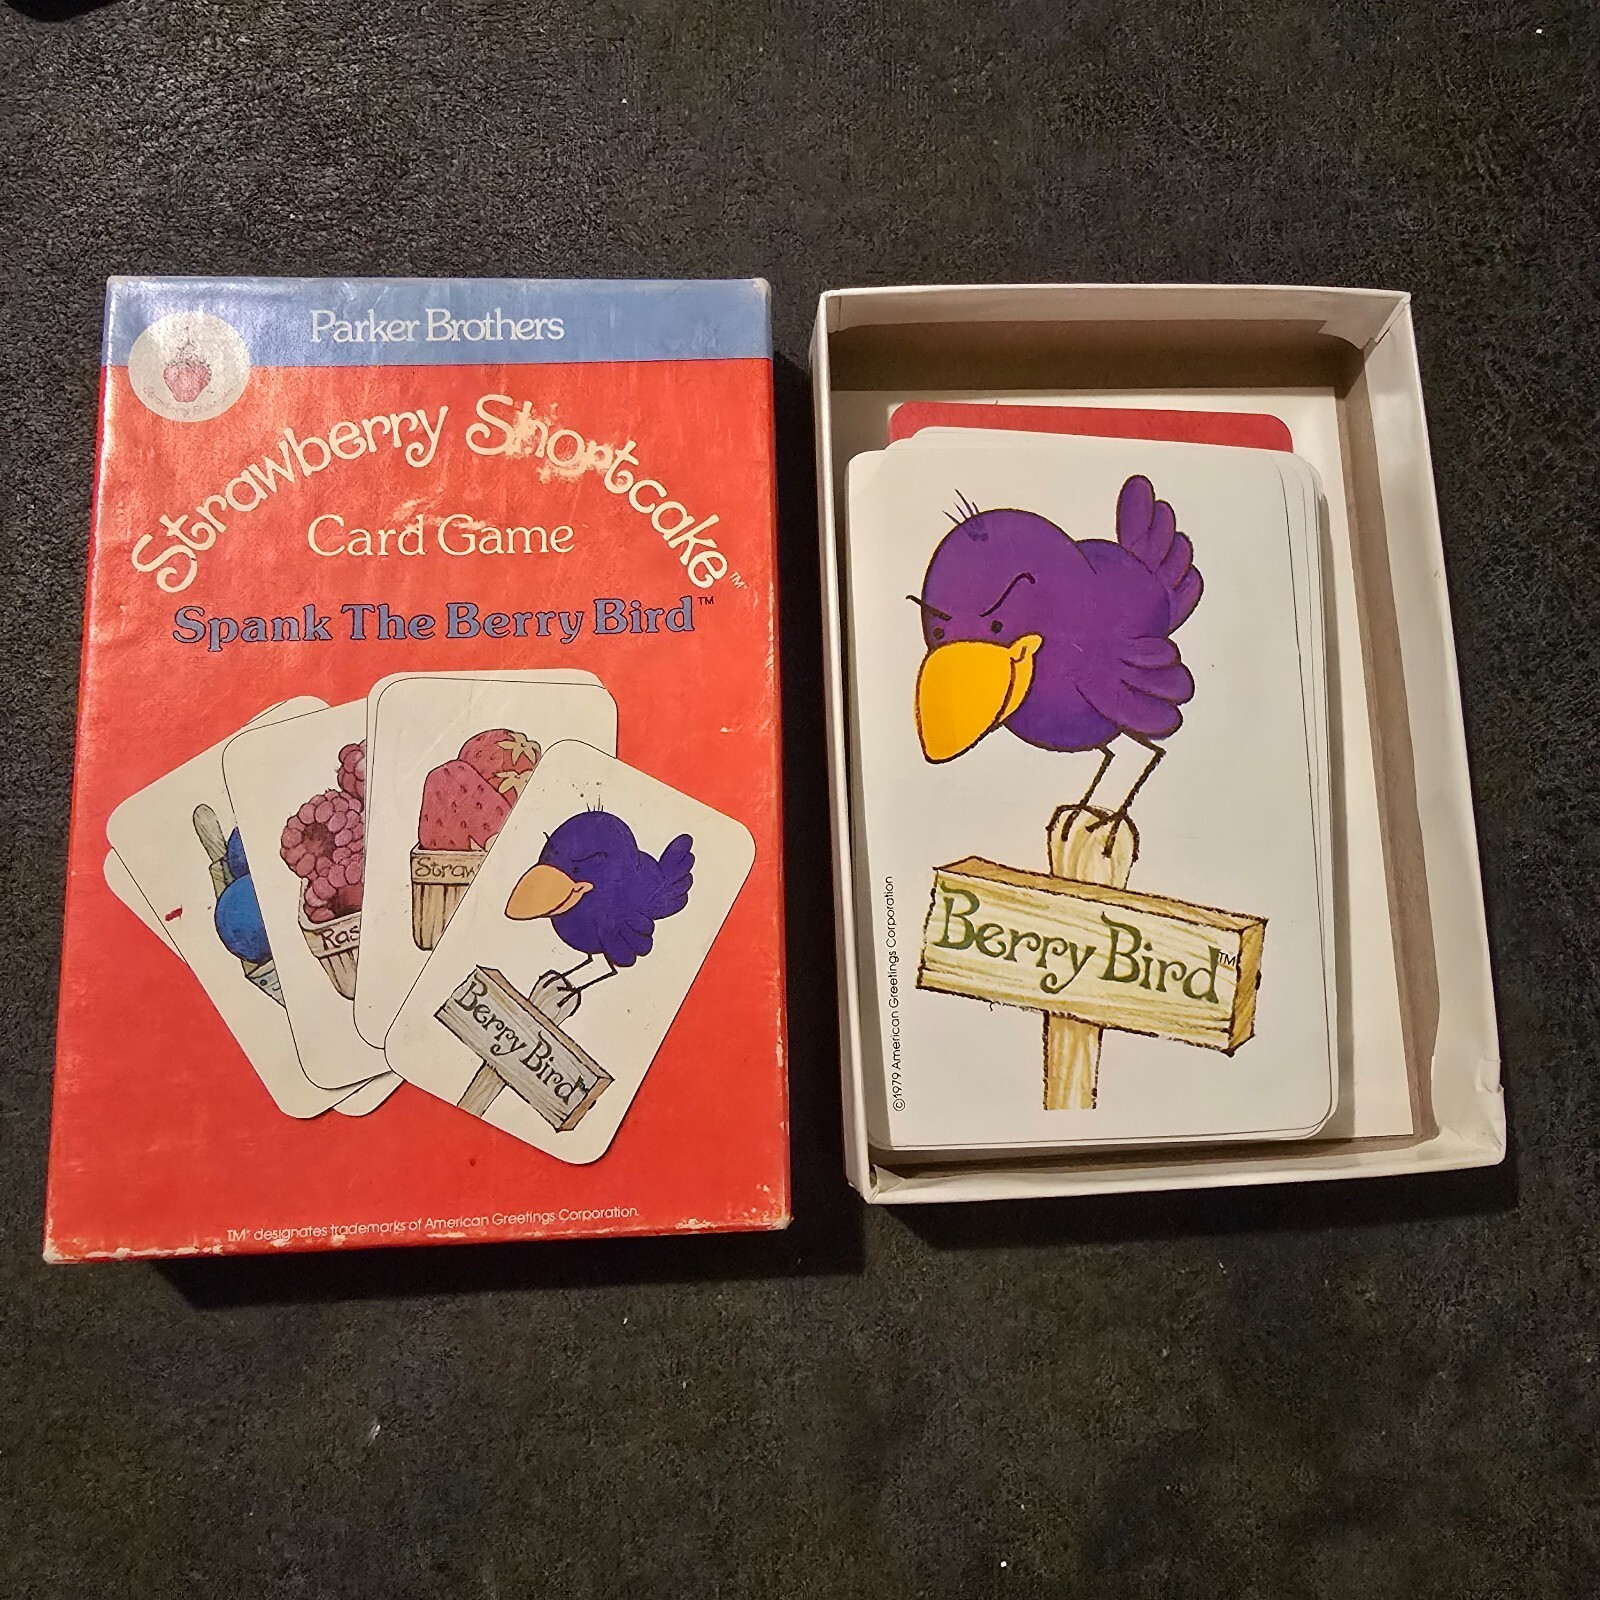 Parker Brothers
Strawberry Shortcake™
Card Game
Spank The Berry Bird™
Straw
Ras
Berry Bird™
TM® designates trademarks of American Greetings Corporation.
Berry Bird™
©1979 American Greetings Corporation